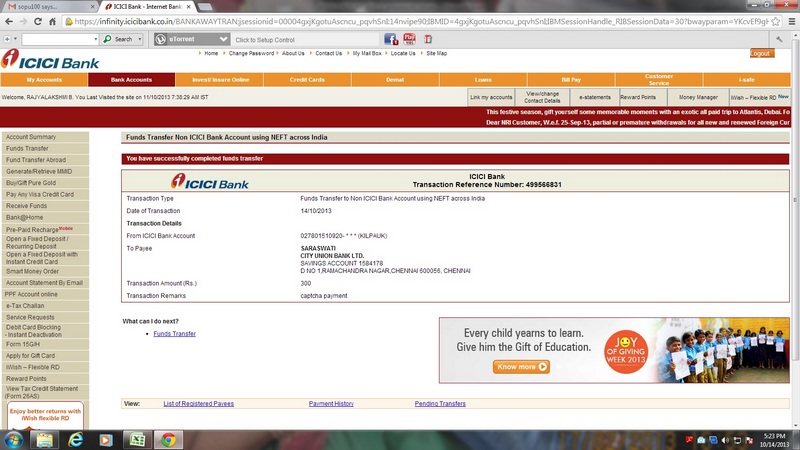 sopu100 says...
ICICI Bank - Internet Bank
https://infinity.icicibank.co.in/BANKAWAYTRAN;jsessionid=
Search
uTorrent
Click to Setup Control
ICICI Bank
Home Change Password About Us Contact Us My Mail Box Locate Us Site Map
Logout
My Accounts Bank Accounts Invest/ Insure Online Credit Cards Demat Loans Bill Pay Customer Service i-safe
Welcome, RAJYALAKSHMI B. You Last Visited the site on 11/10/2013 7:38:29 AM IST
Link my accounts View/change Contact Details e-statements Reward Points Money Manager iWish – Flexible RD New
This festive season, gift yourself some memorable moments with an exotic all paid trip to Atlantis, Dubai. Fo
Dear NRI Customer, W.e.f. 25-Sep-13, partial or premature withdrawals for all new and renewed Foreign Cur
Account Summary
Funds Transfer
Fund Transfer Abroad
Generate/Retrieve MMID
Buy/Gift Pure Gold
Pay Any Visa Credit Card
Receive Funds
Bank@Home
Pre-Paid Recharge Mobile
Open a Fixed Deposit /
Recurring Deposit
Open a Fixed Deposit with
Instant Credit Card
Smart Money Order
Account Statement By Email
PPF Account online
e-Tax Challan
Service Requests
Debit Card Blocking
- Instant Deactivation
Form 15G/H
Apply for Gift Card
iWish – Flexible RD
Reward Points
View Tax Credit Statement
(Form 26AS)
Enjoy better returns with
iWish flexible RD
Funds Transfer Non ICICI Bank Account using NEFT across India
You have successfully completed funds transfer
ICICI Bank
ICICI Bank
Transaction Reference Number: 499566831
Transaction Type Funds Transfer to Non ICICI Bank Account using NEFT across India
Date of Transaction 14/10/2013
Transaction Details
From ICICI Bank Account 027801510920- * * * (KILPAUK)
To Payee SARASWATI
CITY UNION BANK LTD.
SAVINGS ACCOUNT 1584178
D NO 1,RAMACHANDRA NAGAR,CHENNAI 600056, CHENNAI
Transaction Amount (Rs.) 300
Transaction Remarks captcha payment
What can I do next?
Funds Transfer
Every child yearns to learn.
Give him the Gift of Education.
Know more
JOY
OF GIVING
WEEK 2013
View: List of Registered Payees Payment History Pending Transfers
5:23 PM
10/14/2013